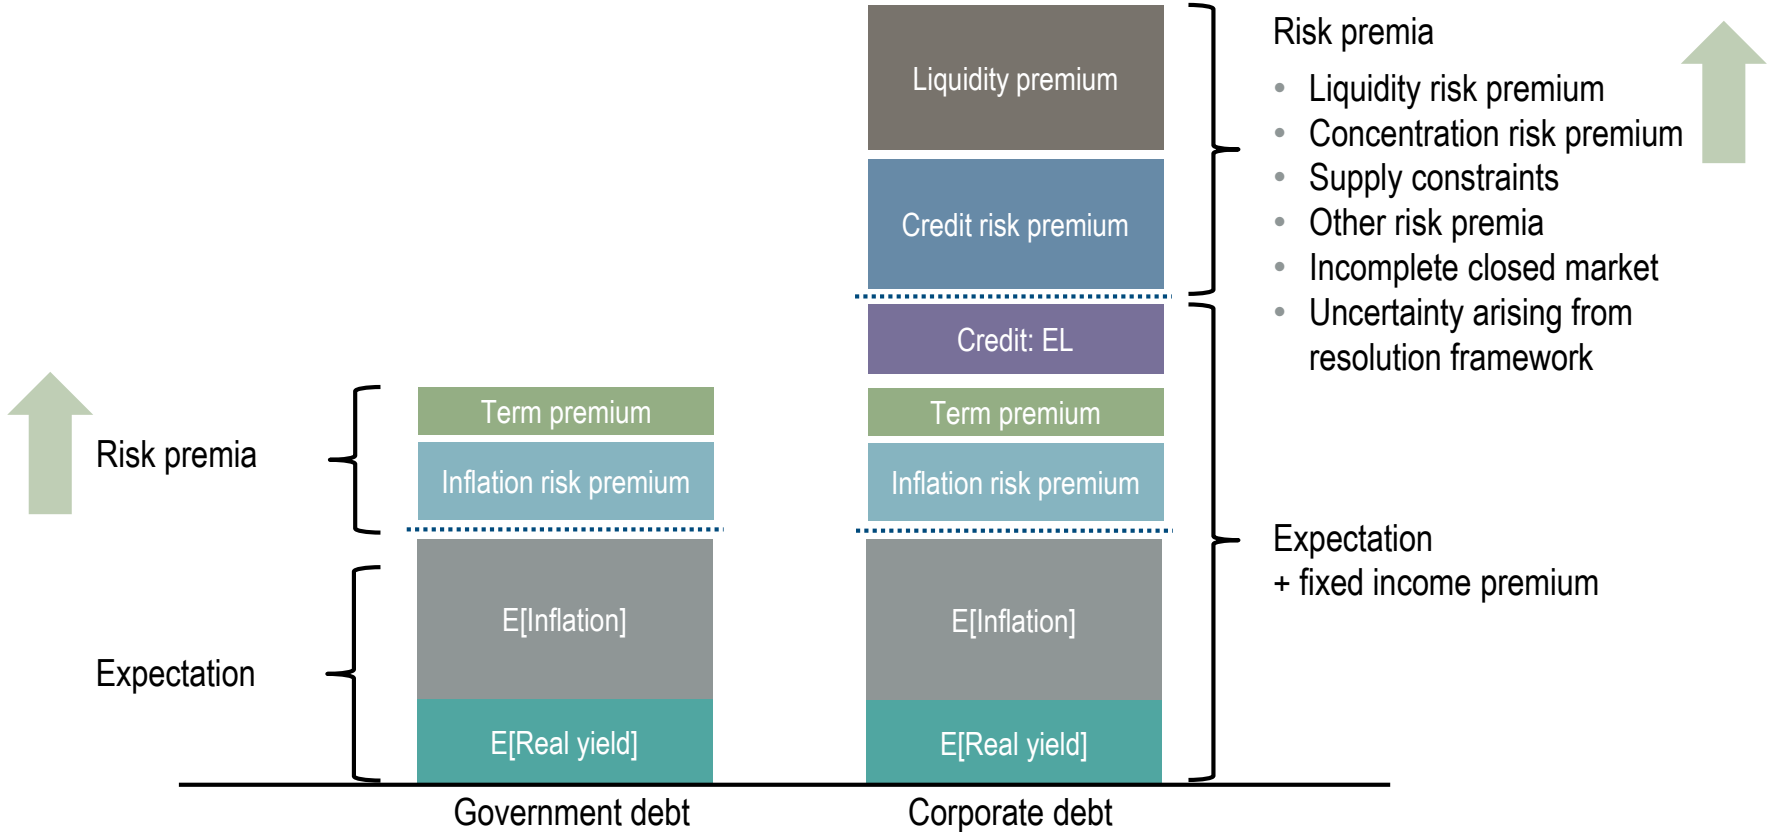 Liquidity premium
Credit risk premium
Credit: EL
Term premium
Inflation risk premium
E[Inflation]
E[Real yield]
Corporate debt
Risk premia
• Liquidity risk premium
• Concentration risk premium
• Supply constraints
• Other risk premia
• Incomplete closed market
• Uncertainty arising from
resolution framework
Expectation
+ fixed income premium
Risk premia
Expectation
Term premium
Inflation risk premium
E[Inflation]
E[Real yield]
Government debt